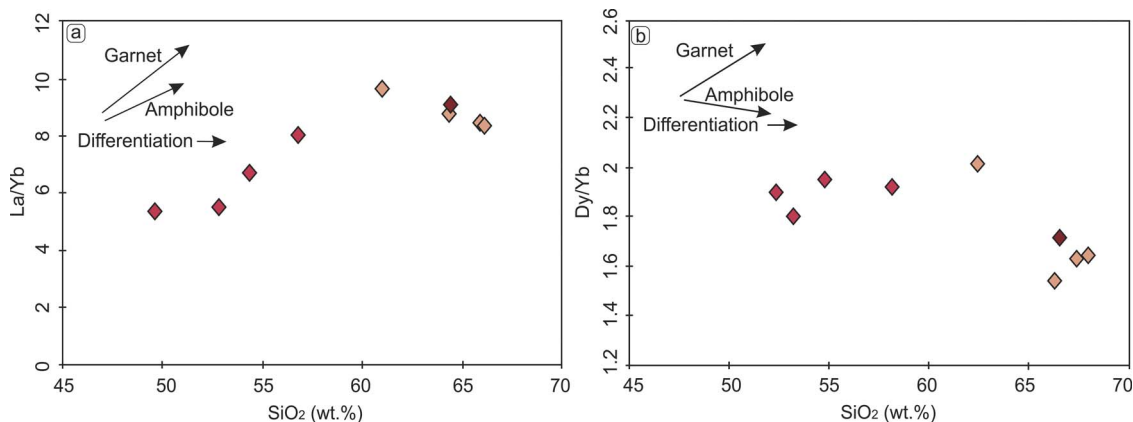 a
Garnet
Amphibole
Differentiation
La/Yb
12
10
8
6
4
2
0
45 50 55 60 65 70
SiO₂ (wt.%)
b
Garnet
Amphibole
Differentiation
Dy/Yb
2.6
2.4
2.2
2
1.8
1.6
1.4
1.2
45 50 55 60 65 70
SiO₂ (wt.%)